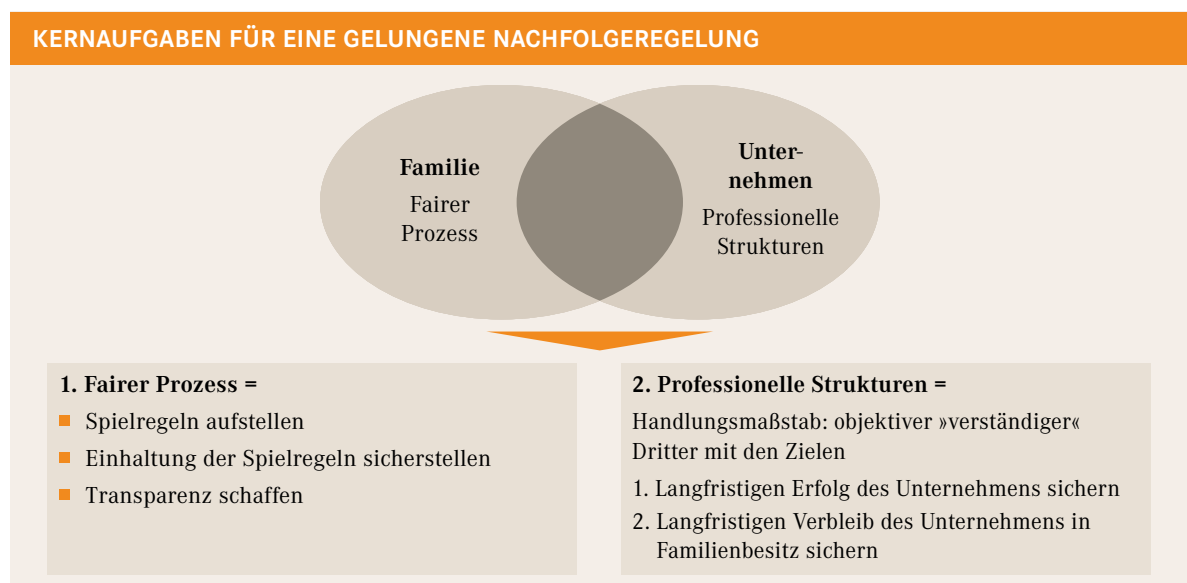 KERNAUFGABEN FÜR EINE GELUNGENE NACHFOLGEREGELUNG
Familie
Fairer
Prozess
Unter-
nehmen
Professionelle
Strukturen
1. Fairer Prozess =
Spielregeln aufstellen
Einhaltung der Spielregeln sicherstellen
Transparenz schaffen
2. Professionelle Strukturen =
Handlungsmaßstab: objektiver »verständiger«
Dritter mit den Zielen
1. Langfristigen Erfolg des Unternehmens sichern
2. Langfristigen Verbleib des Unternehmens in
Familienbesitz sichern